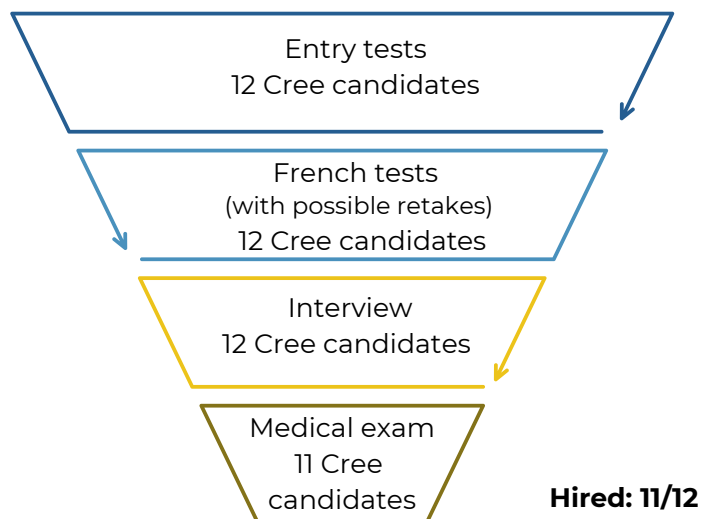 Entry tests
12 Cree candidates
French tests
(with possible retakes)
12 Cree candidates
Interview
12 Cree candidates
Medical exam
11 Cree
candidates
Hired: 11/12